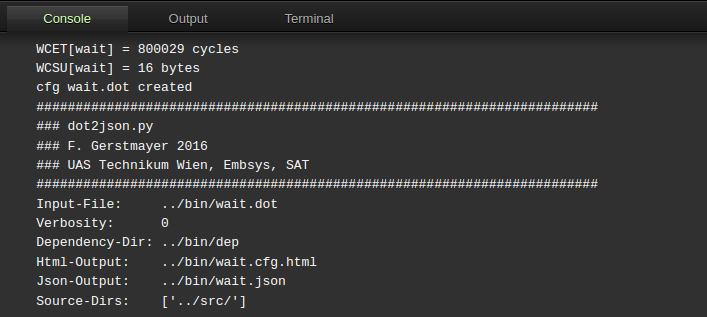 Console Output Terminal
WCET[wait] = 800029 cycles
WCSU[wait] = 16 bytes
cfg wait.dot created
########################################################################
### dot2json.py
### F. Gerstmayer 2016
### UAS Technikum Wien, Embsys, SAT
########################################################################
Input-File:     ../bin/wait.dot
Verbosity:      0
Dependency-Dir: ../bin/dep
Html-Output:    ../bin/wait.cfg.html
Json-Output:    ../bin/wait.json
Source-Dirs:    ['../src/']